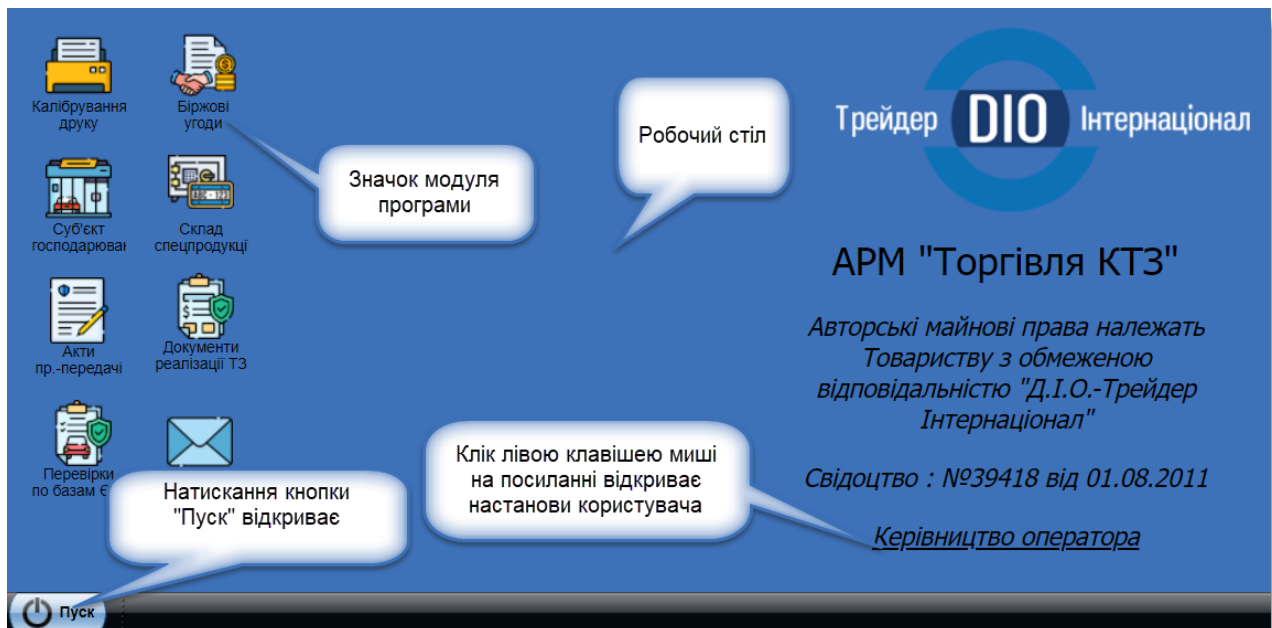 Калібрування
друку
Біржові
угоди
Суб'єкт
господарюван
Склад
спецпродукці
Акти
пр.-передачі
Документи
реалізації ТЗ
Перевірки
по базам Є
Значок модуля
програми
Робочий стіл
Натискання кнопки
"Пуск" відкриває
Клік лівою клавішею миші
на посиланні відкриває
настанови користувача
Трейдер DIO Інтернаціонал
АРМ "Торгівля КТЗ"
Авторські майнові права належать
Товариству з обмеженою
відповідальністю "Д.І.О.-Трейдер
Інтернаціонал"
Свідоцтво : №39418 від 01.08.2011
Керівництво оператора
Пуск